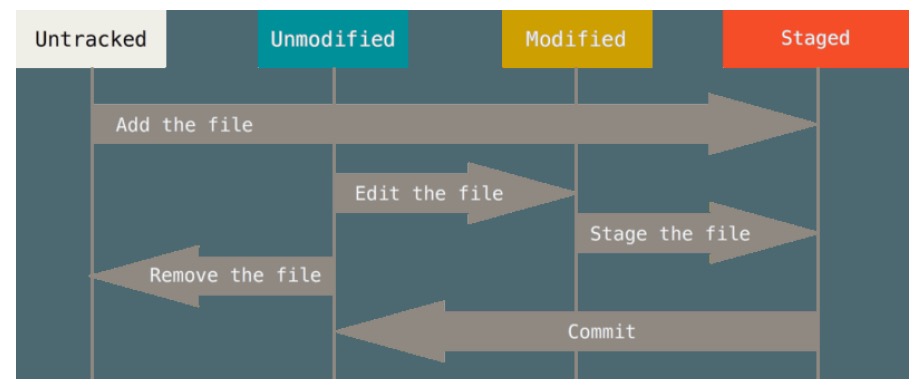 Untracked
Unmodified
Modified
Staged
Add the file
Edit the file
Stage the file
Remove the file
Commit